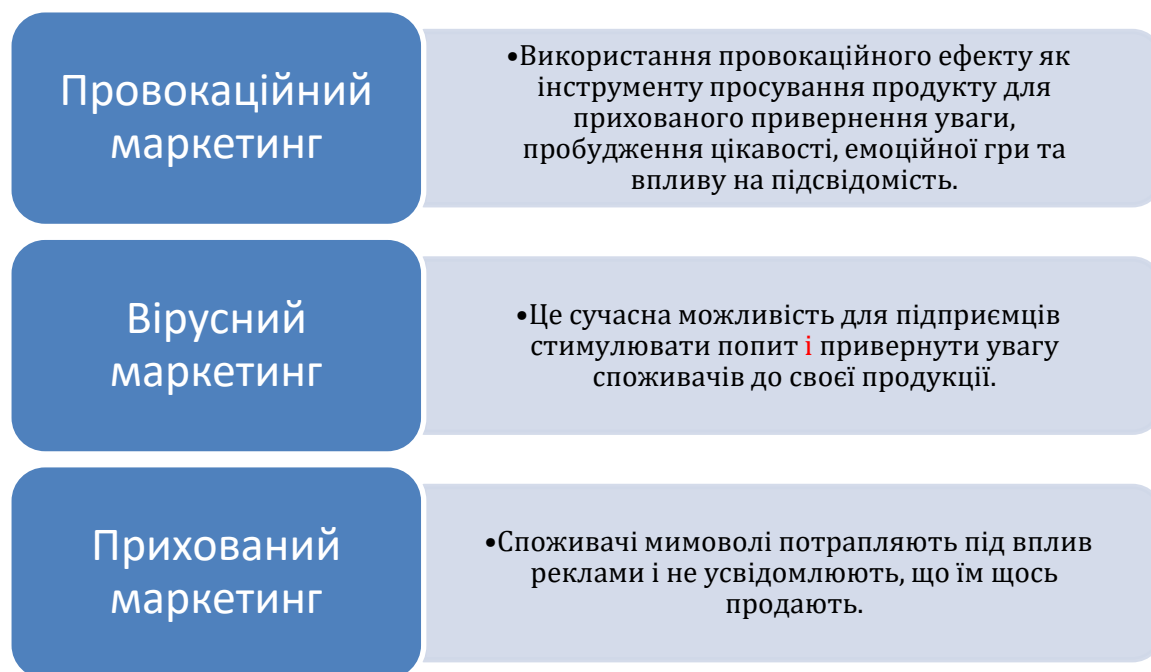 Провокаційний
маркетинг
•Використання провокаційного ефекту як
інструменту просування продукту для
прихованого привернення уваги,
пробудження цікавості, емоційної гри та
впливу на підсвідомість.
Вірусний
маркетинг
•Це сучасна можливість для підприємців
стимулювати попит і привернути увагу
споживачів до своєї продукції.
Прихований
маркетинг
•Споживачі мимоволі потрапляють під вплив
реклами і не усвідомлюють, що їм щось
продають.